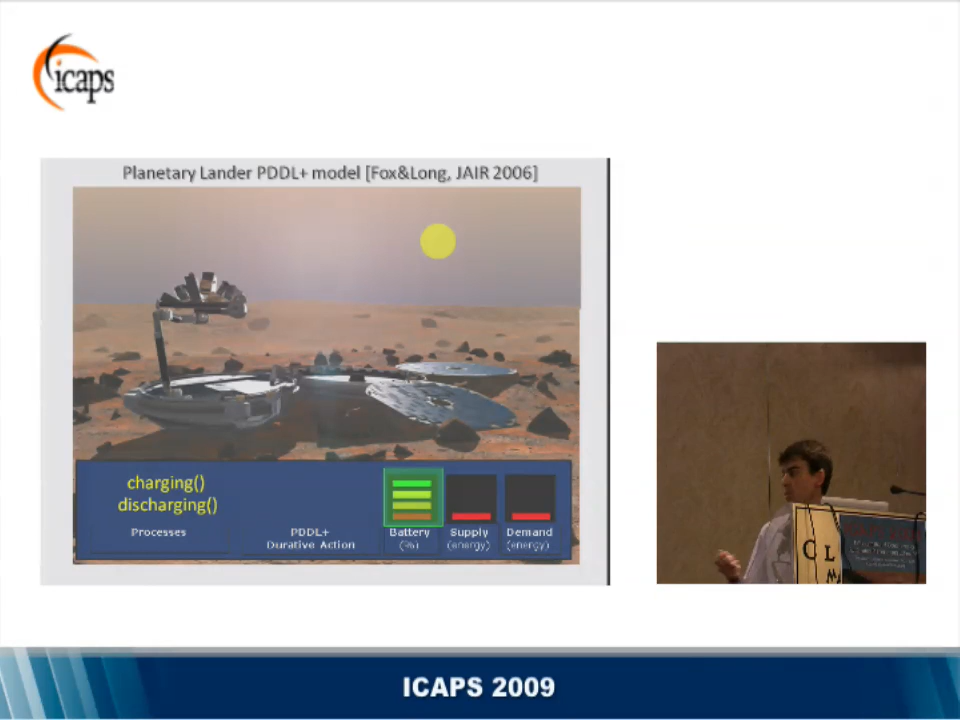 icaps
Planetary Lander PDDL+ model [Fox&Long, JAIR 2006]
charging()
discharging()
Processes
PDDL+
Durative Action
Battery
(%)
Supply
(energy)
Demand
(energy)
C L
ICAPS 2009